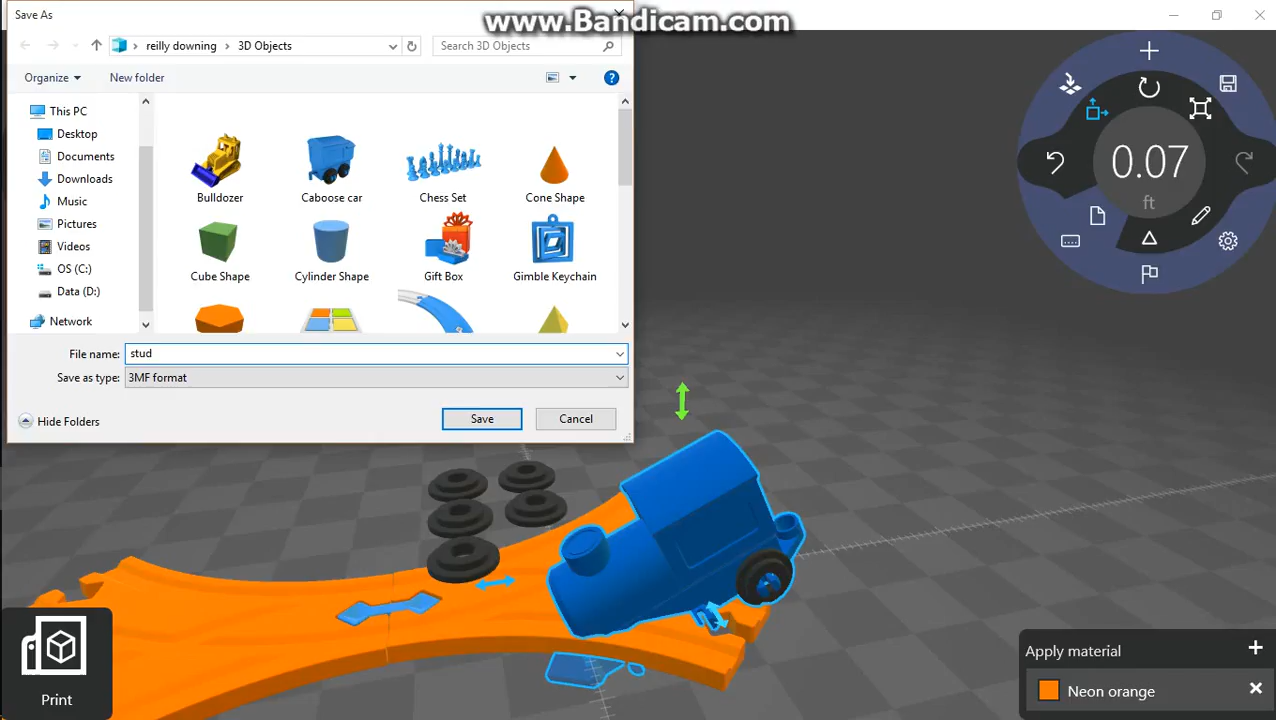 Save As
www.Bandicam.com
reilly downing
3D Objects
Search 3D Objects
Organize
New folder
This PC
Desktop
Documents
Downloads
Music
Pictures
Videos
OS (C:)
Data (D:)
Network
Bulldozer
Caboose car
Chess Set
Cone Shape
Cube Shape
Cylinder Shape
Gift Box
Gimble Keychain
File name: stud
Save as type: 3MF format
Hide Folders
Save
Cancel
0.07
ft
Print
Apply material
Neon orange